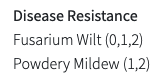 Disease Resistance
Fusarium Wilt (0,1,2)
Powdery Mildew (1,2)